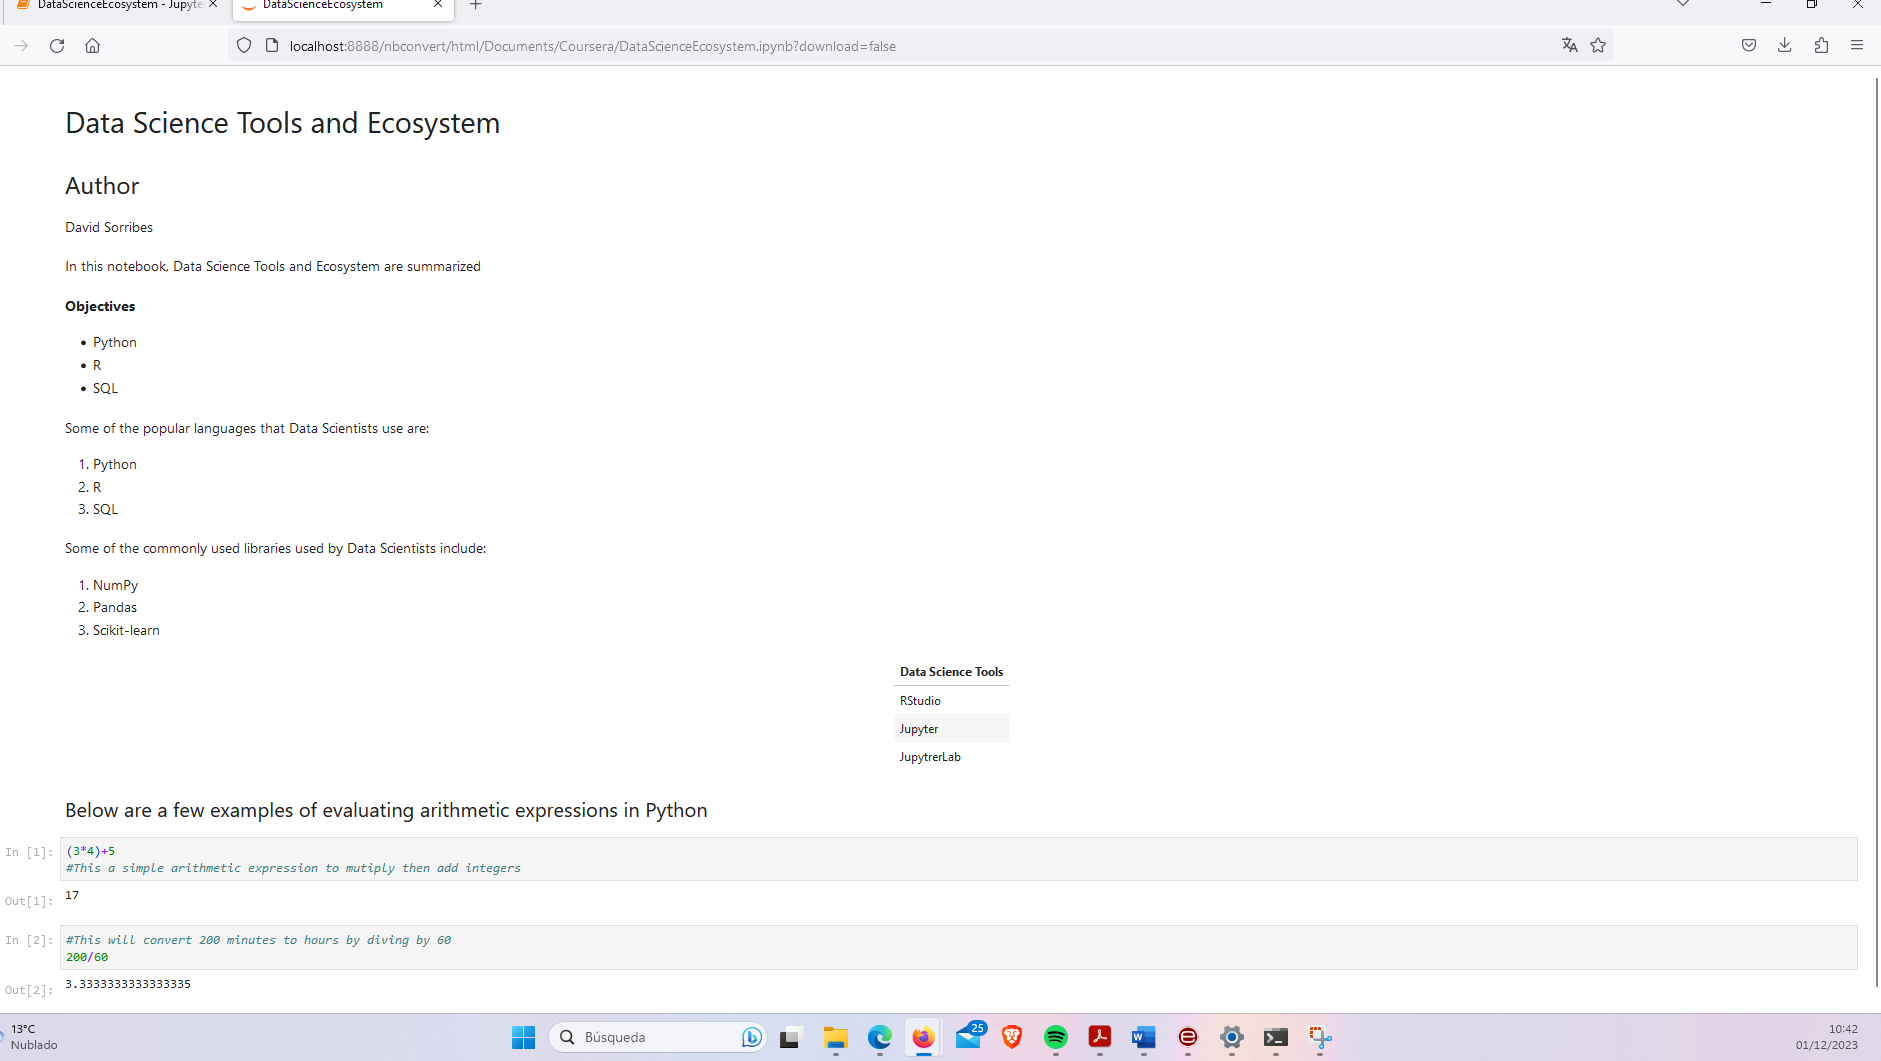 DataScienceEcosystem - Jupyte
DataScienceEcosystem
localhost:8888/nbconvert/html/Documents/Coursera/DataScienceEcosystem.ipynb?download=false
Data Science Tools and Ecosystem
Author
David Sorribes
In this notebook, Data Science Tools and Ecosystem are summarized
Objectives
• Python
• R
• SQL
Some of the popular languages that Data Scientists use are:
1. Python
2. R
3. SQL
Some of the commonly used libraries used by Data Scientists include:
1. NumPy
2. Pandas
3. Scikit-learn
Data Science Tools
RStudio
Jupyter
JupytrerLab
Below are a few examples of evaluating arithmetic expressions in Python
In [1]: (3*4)+5
#This a simple arithmetic expression to mutiply then add integers
Out[1]: 17
In [2]: #This will convert 200 minutes to hours by diving by 60
200/60
Out[2]: 3.3333333333333335
13°C
Nublado
Búsqueda
25
10:42
01/12/2023